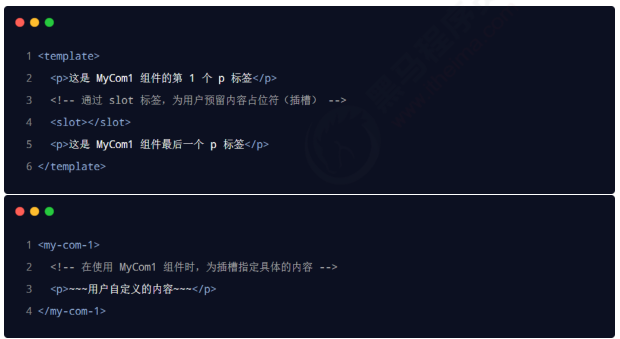 1 <template>
2 <p>这是 MyCom1 组件的第 1 个 p 标签</p>
3 <!-- 通过 slot 标签，为用户预留内容占位符（插槽） -->
4 <slot></slot>
5 <p>这是 MyCom1 组件最后一个 p 标签</p>
6 </template>
1 <my-com-1>
2 <!-- 在使用 MyCom1 组件时，为插槽指定具体的内容 -->
3 <p>~~~用户自定义的内容~~~</p>
4 </my-com-1>